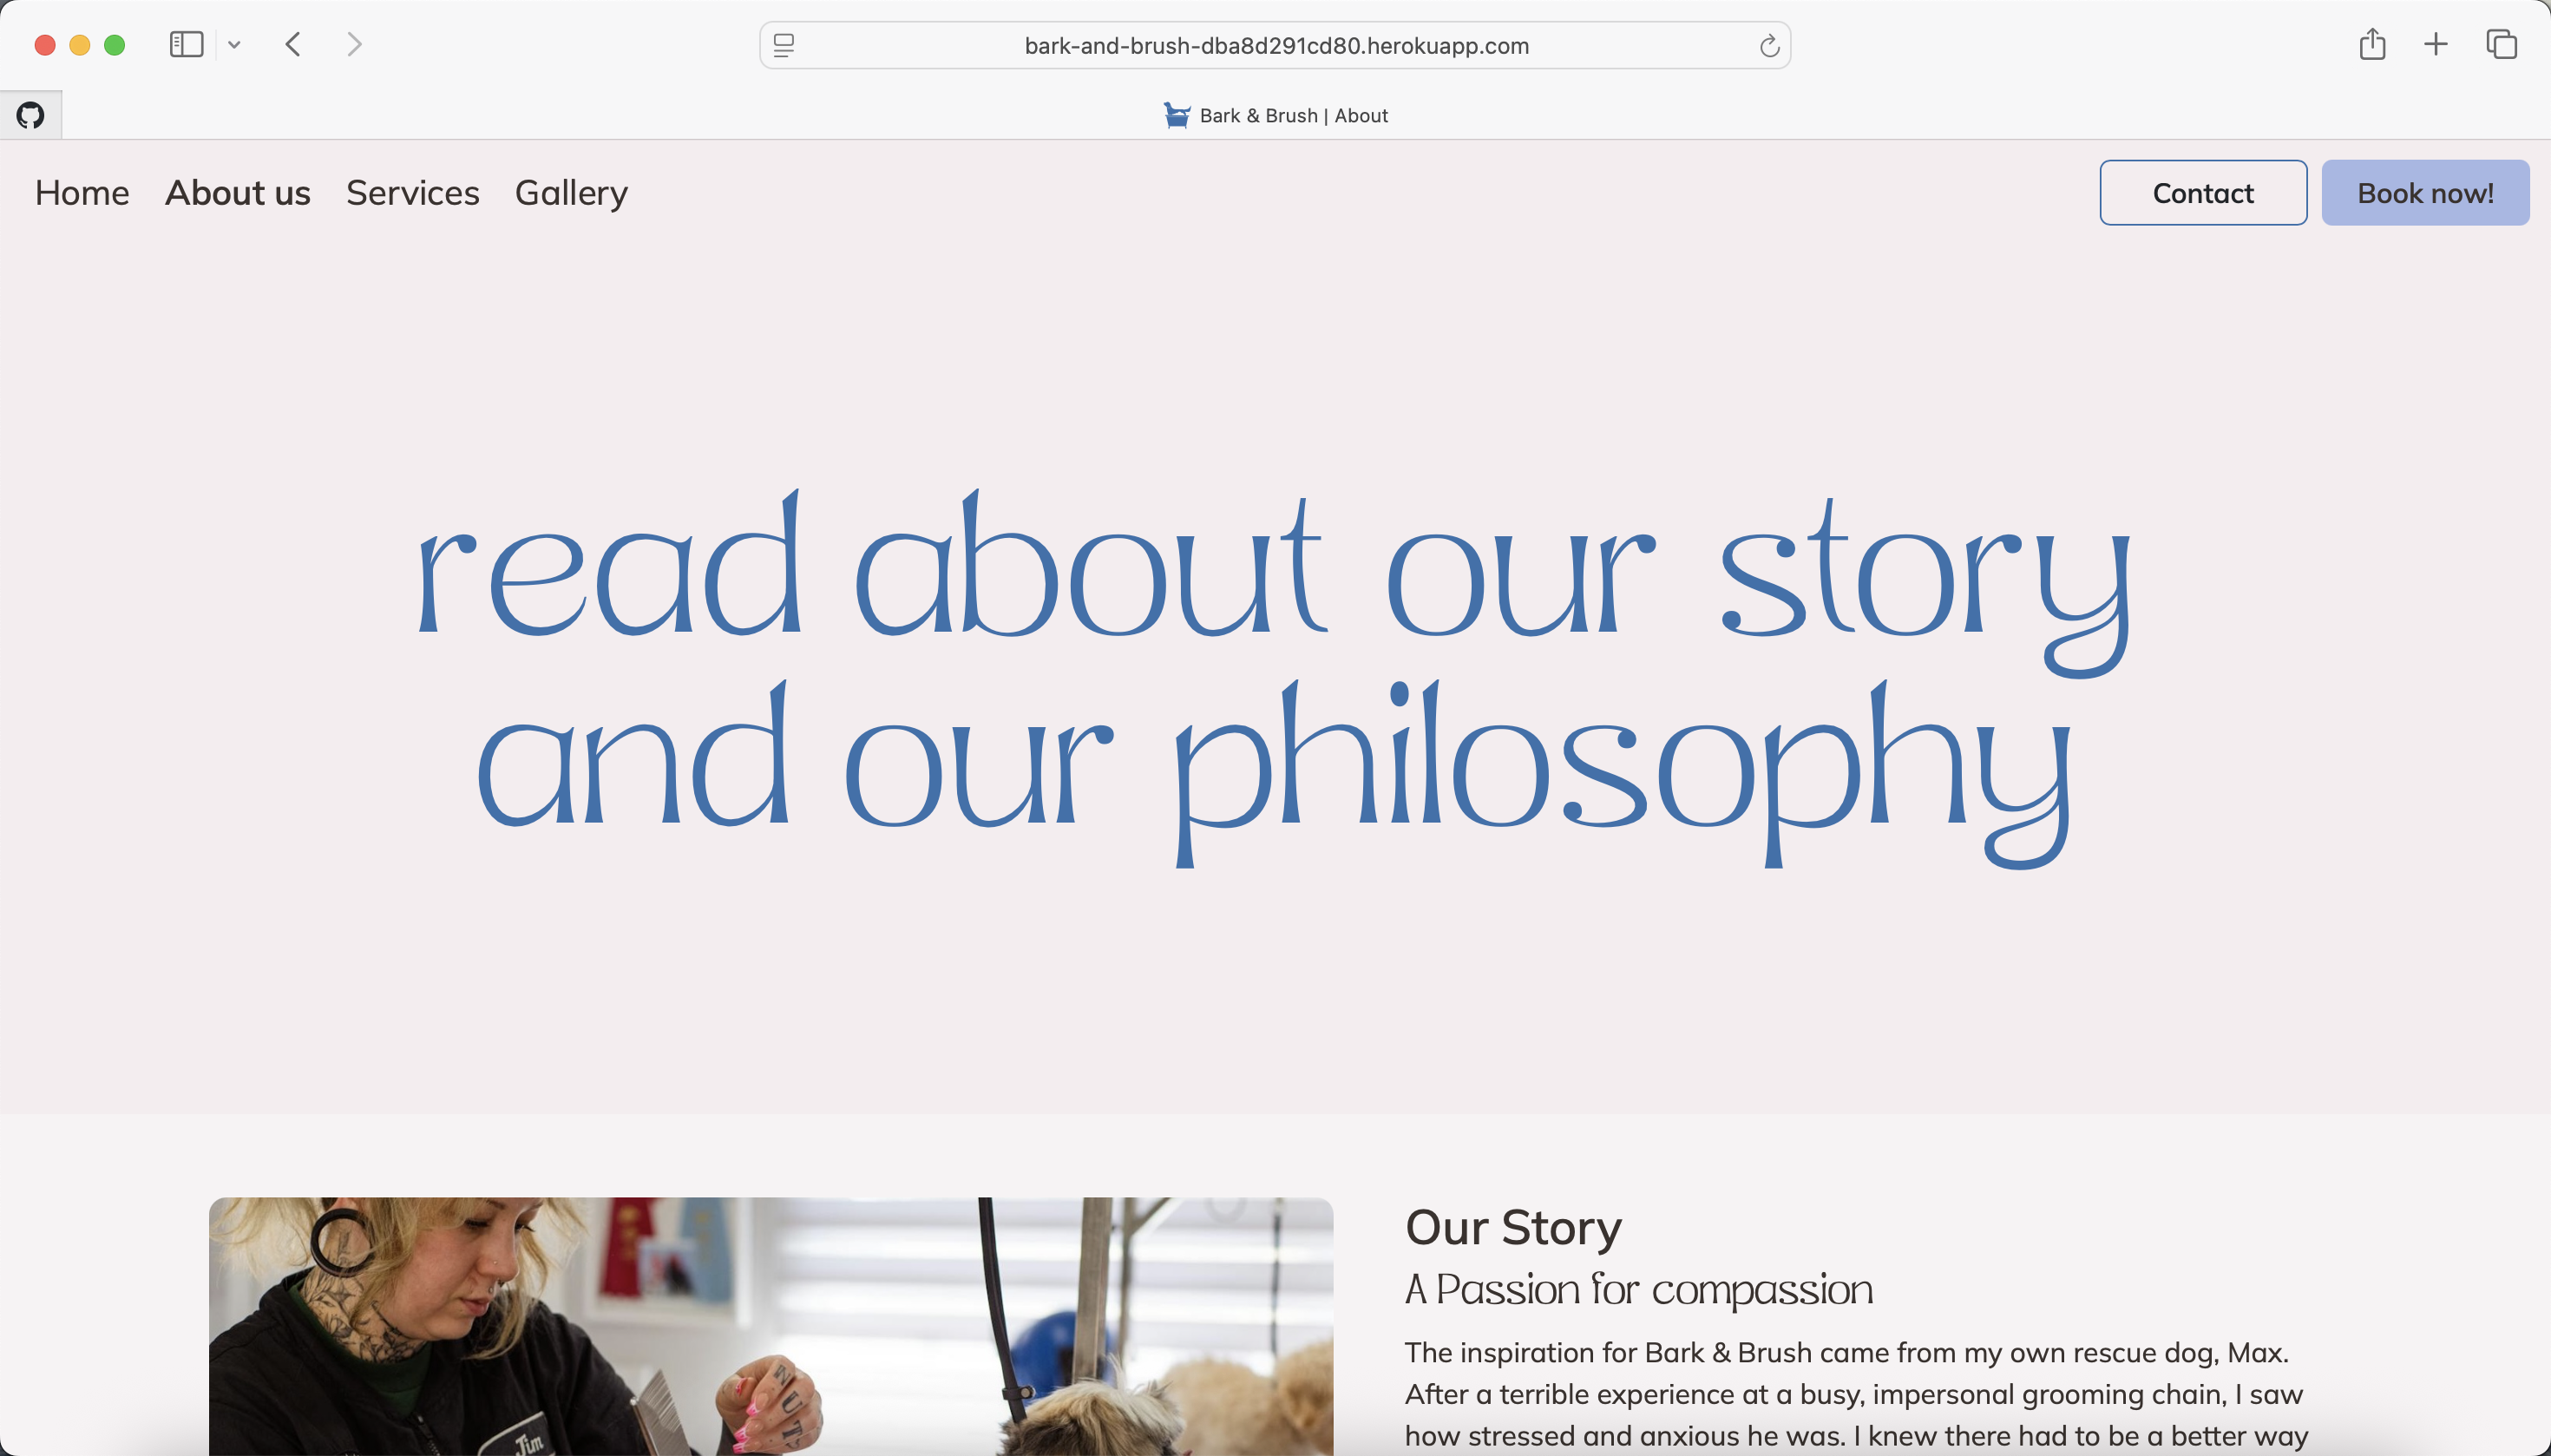 bark-and-brush-dba8d291cd80.herokuapp.com
Bark & Brush | About
Home About us Services Gallery Contact Book now!
read about our story
and our philosophy
Our Story
A Passion for compassion
The inspiration for Bark & Brush came from my own rescue dog, Max.
After a terrible experience at a busy, impersonal grooming chain, I saw
how stressed and anxious he was. I knew there had to be a better way
Jim